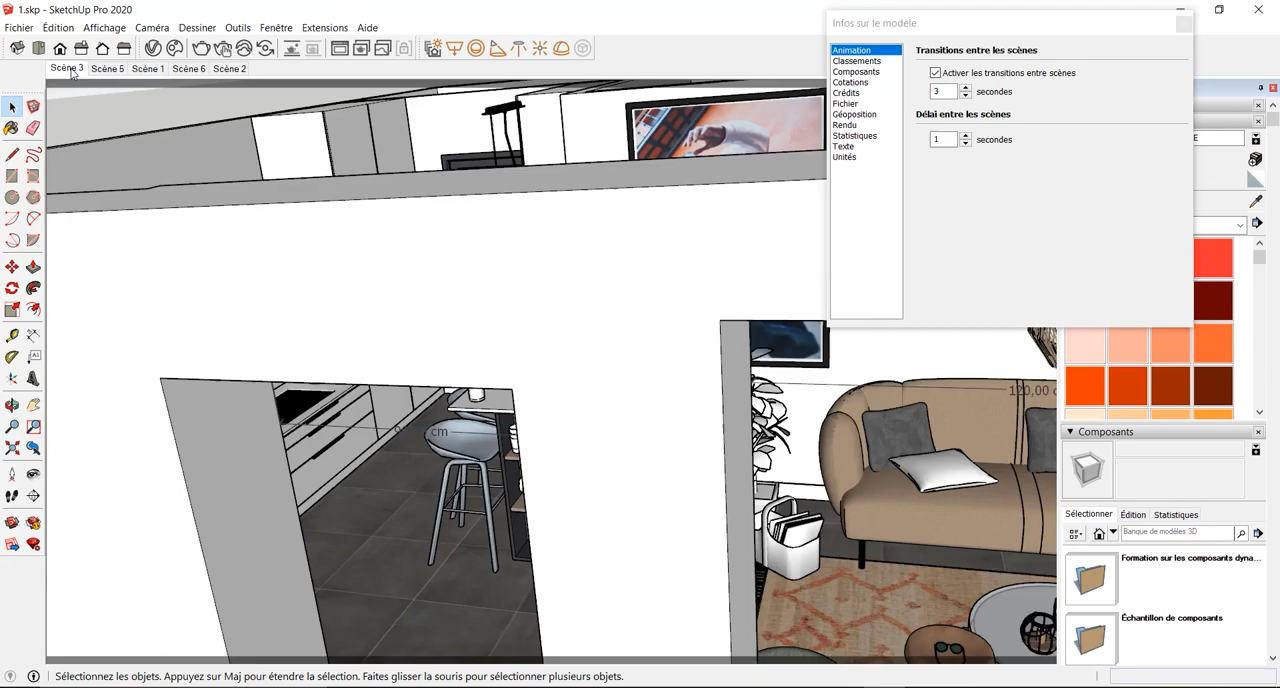 1.skp - SketchUp Pro 2020
Fichier Édition Affichage Caméra Dessiner Outils Fenêtre Extensions Aide
Scène 3 Scène 5 Scène 1 Scène 6 Scène 2
Infos sur le modèle
Animation
Classements
Composants
Cotations
Crédits
Fichier
Géoposition
Rendu
Statistiques
Texte
Unités
Transitions entre les scènes
Activer les transitions entre scènes
3 secondes
Délai entre les scènes
1 secondes
E
120,00 c
cm
Composants
Sélectionner Édition Statistiques
Banque de modèles 3D
Formation sur les composants dyna...
Échantillon de composants
Sélectionnez les objets. Appuyez sur Maj pour étendre la sélection. Faites glisser la souris pour sélectionner plusieurs objets.